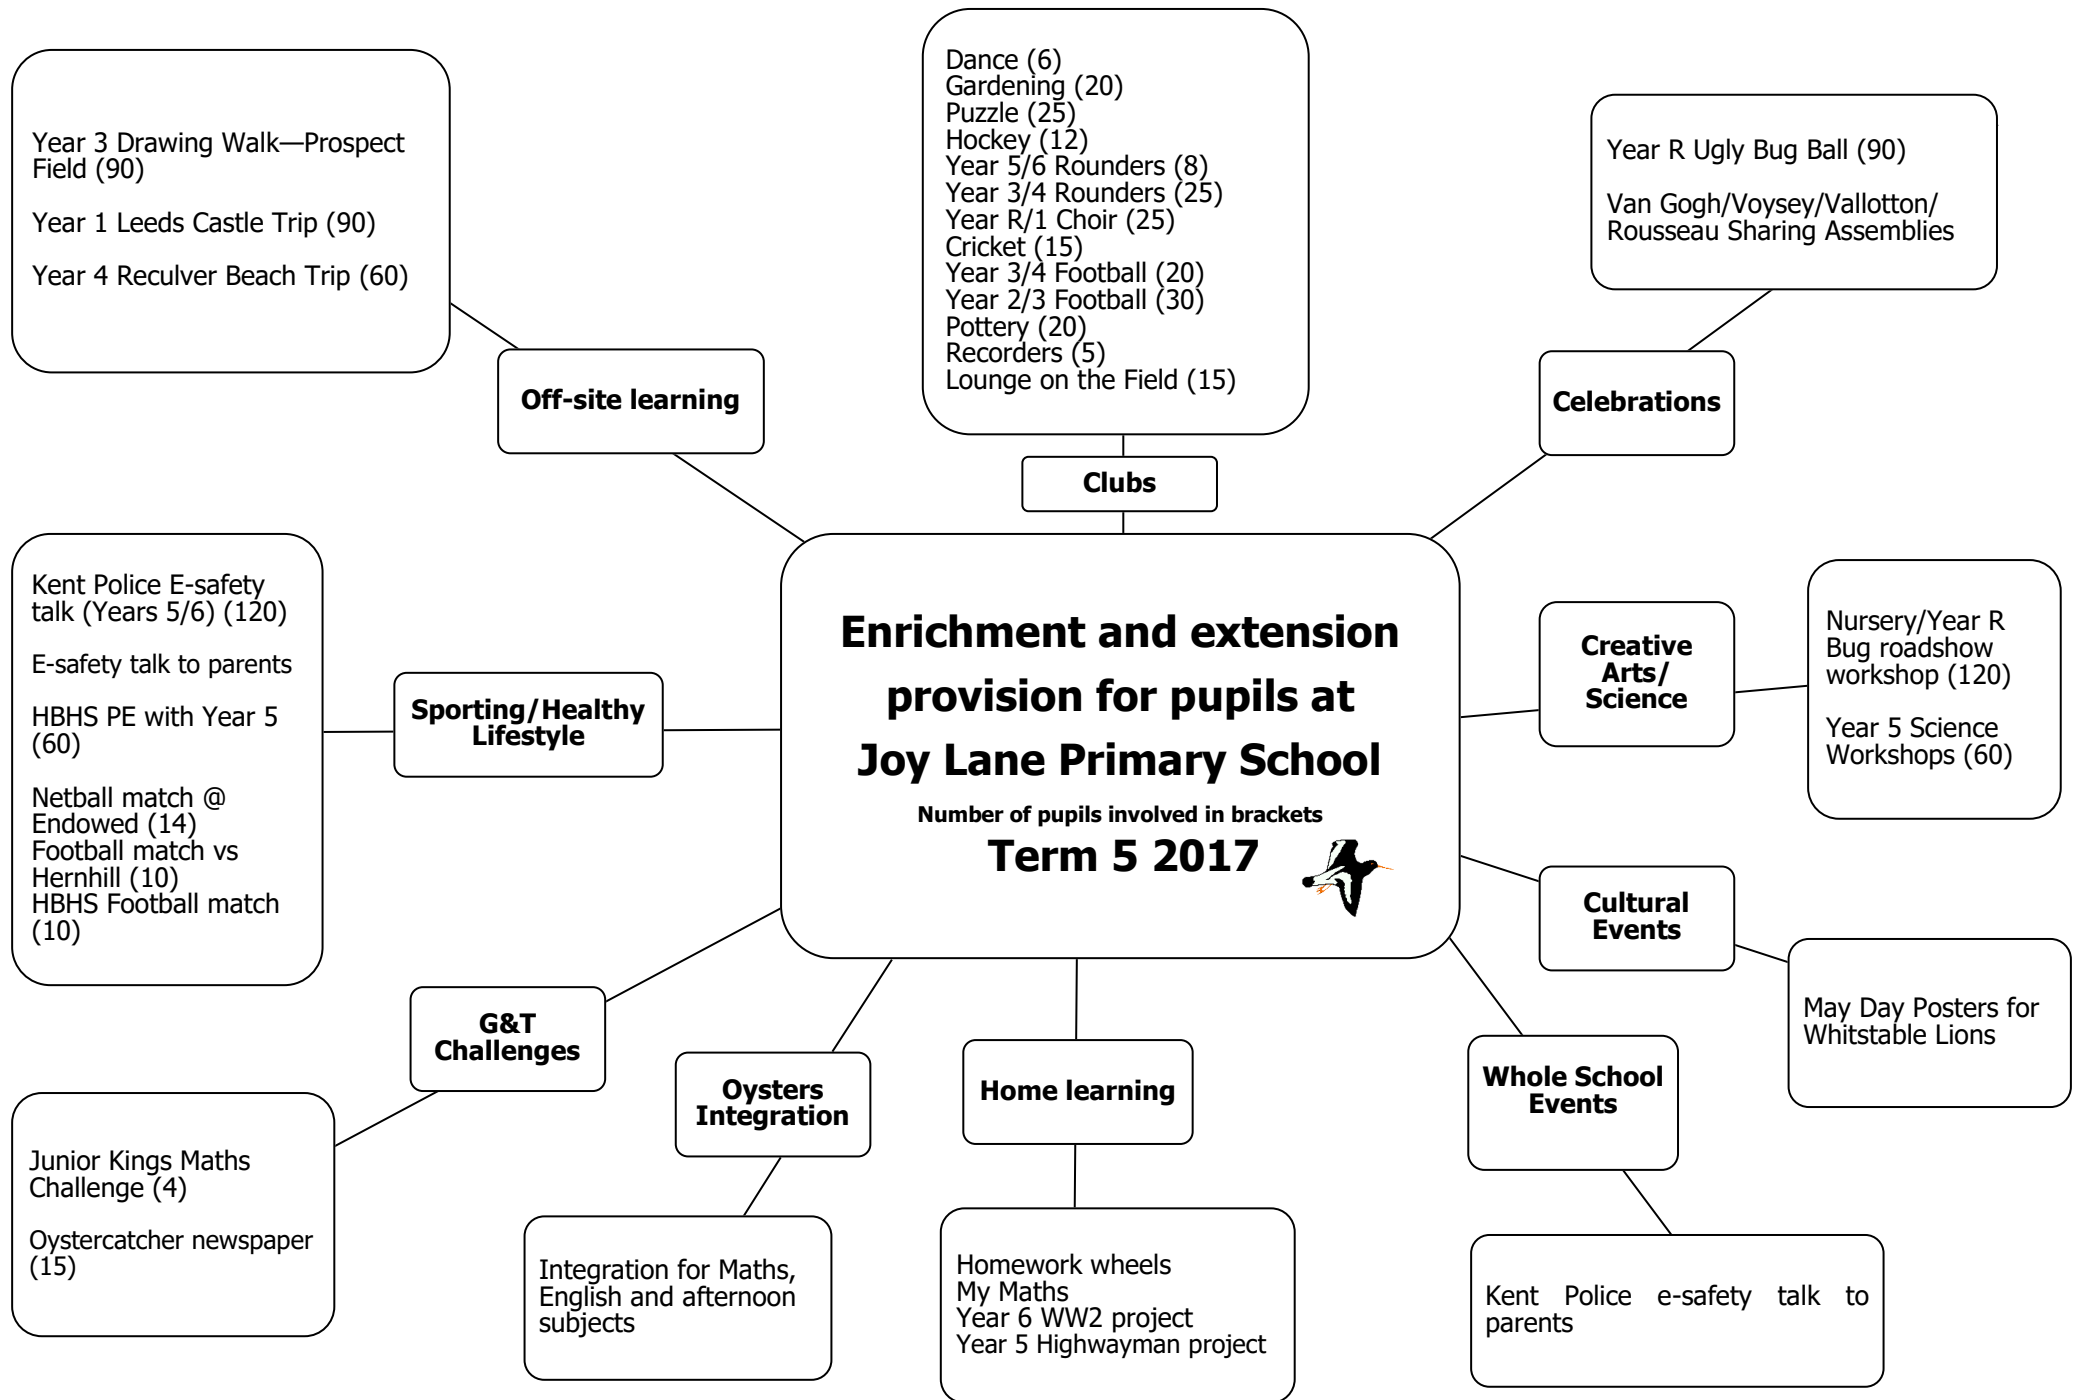 Year 3 Drawing Walk—Prospect
Field (90)
Year 1 Leeds Castle Trip (90)
Year 4 Reculver Beach Trip (60)
Off-site learning
Dance (6)
Gardening (20)
Puzzle (25)
Hockey (12)
Year 5/6 Rounders (8)
Year 3/4 Rounders (25)
Year R/1 Choir (25)
Cricket (15)
Year 3/4 Football (20)
Year 2/3 Football (30)
Pottery (20)
Recorders (5)
Lounge on the Field (15)
Clubs
Year R Ugly Bug Ball (90)
Van Gogh/Voysey/Vallotton/
Rousseau Sharing Assemblies
Celebrations
Kent Police E-safety
talk (Years 5/6) (120)
E-safety talk to parents
HBHS PE with Year 5
(60)
Netball match @
Endowed (14)
Football match vs
Hernhill (10)
HBHS Football match
(10)
Sporting/Healthy
Lifestyle
Enrichment and extension
provision for pupils at
Joy Lane Primary School
Number of pupils involved in brackets
Term 5 2017
Creative
Arts/
Science
Nursery/Year R
Bug roadshow
workshop (120)
Year 5 Science
Workshops (60)
Cultural
Events
May Day Posters for
Whitstable Lions
G&T
Challenges
Junior Kings Maths
Challenge (4)
Oystercatcher newspaper
(15)
Oysters
Integration
Integration for Maths,
English and afternoon
subjects
Home learning
Homework wheels
My Maths
Year 6 WW2 project
Year 5 Highwayman project
Whole School
Events
Kent Police e-safety talk to
parents